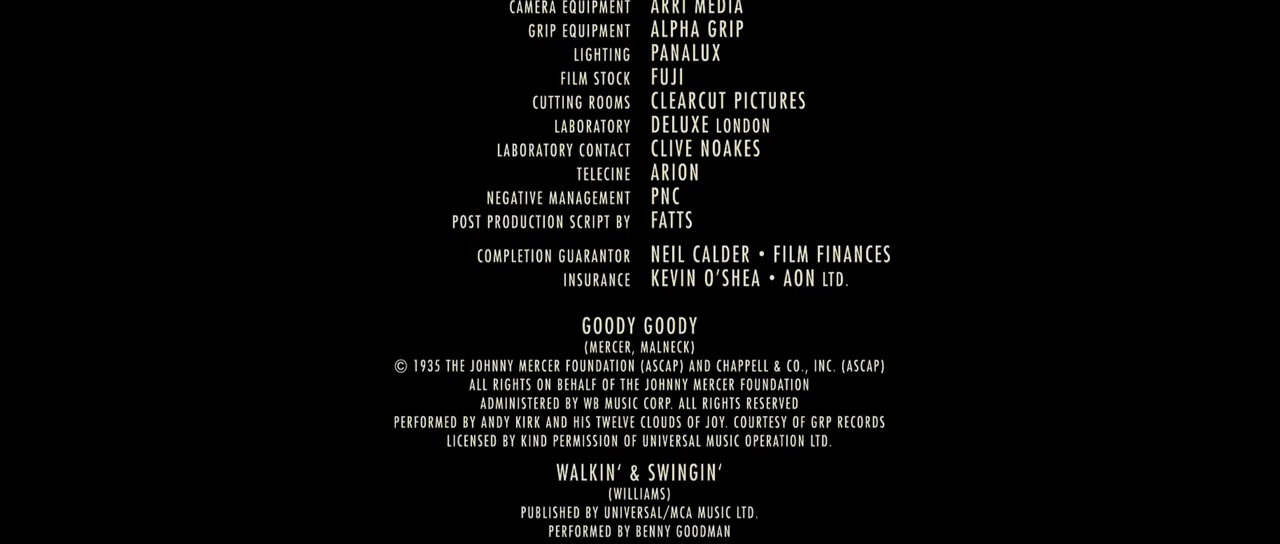 CAMERA EQUIPMENT ARRI MEDIA
GRIP EQUIPMENT ALPHA GRIP
LIGHTING PANALUX
FILM STOCK FUJI
CUTTING ROOMS CLEARCUT PICTURES
LABORATORY DELUXE LONDON
LABORATORY CONTACT CLIVE NOAKES
TELECINE ARION
NEGATIVE MANAGEMENT PNC
POST PRODUCTION SCRIPT BY FATTS
COMPLETION GUARANTOR NEIL CALDER • FILM FINANCES
INSURANCE KEVIN O'SHEA • AON LTD.
GOODY GOODY
(MERCER, MALNECK)
© 1935 THE JOHNNY MERCER FOUNDATION (ASCAP) AND CHAPPELL & CO., INC. (ASCAP)
ALL RIGHTS ON BEHALF OF THE JOHNNY MERCER FOUNDATION
ADMINISTERED BY WB MUSIC CORP. ALL RIGHTS RESERVED
PERFORMED BY ANDY KIRK AND HIS TWELVE CLOUDS OF JOY. COURTESY OF GRP RECORDS
LICENSED BY KIND PERMISSION OF UNIVERSAL MUSIC OPERATION LTD.
WALKIN‘ & SWINGIN‘
(WILLIAMS)
PUBLISHED BY UNIVERSAL/MCA MUSIC LTD.
PERFORMED BY BENNY GOODMAN